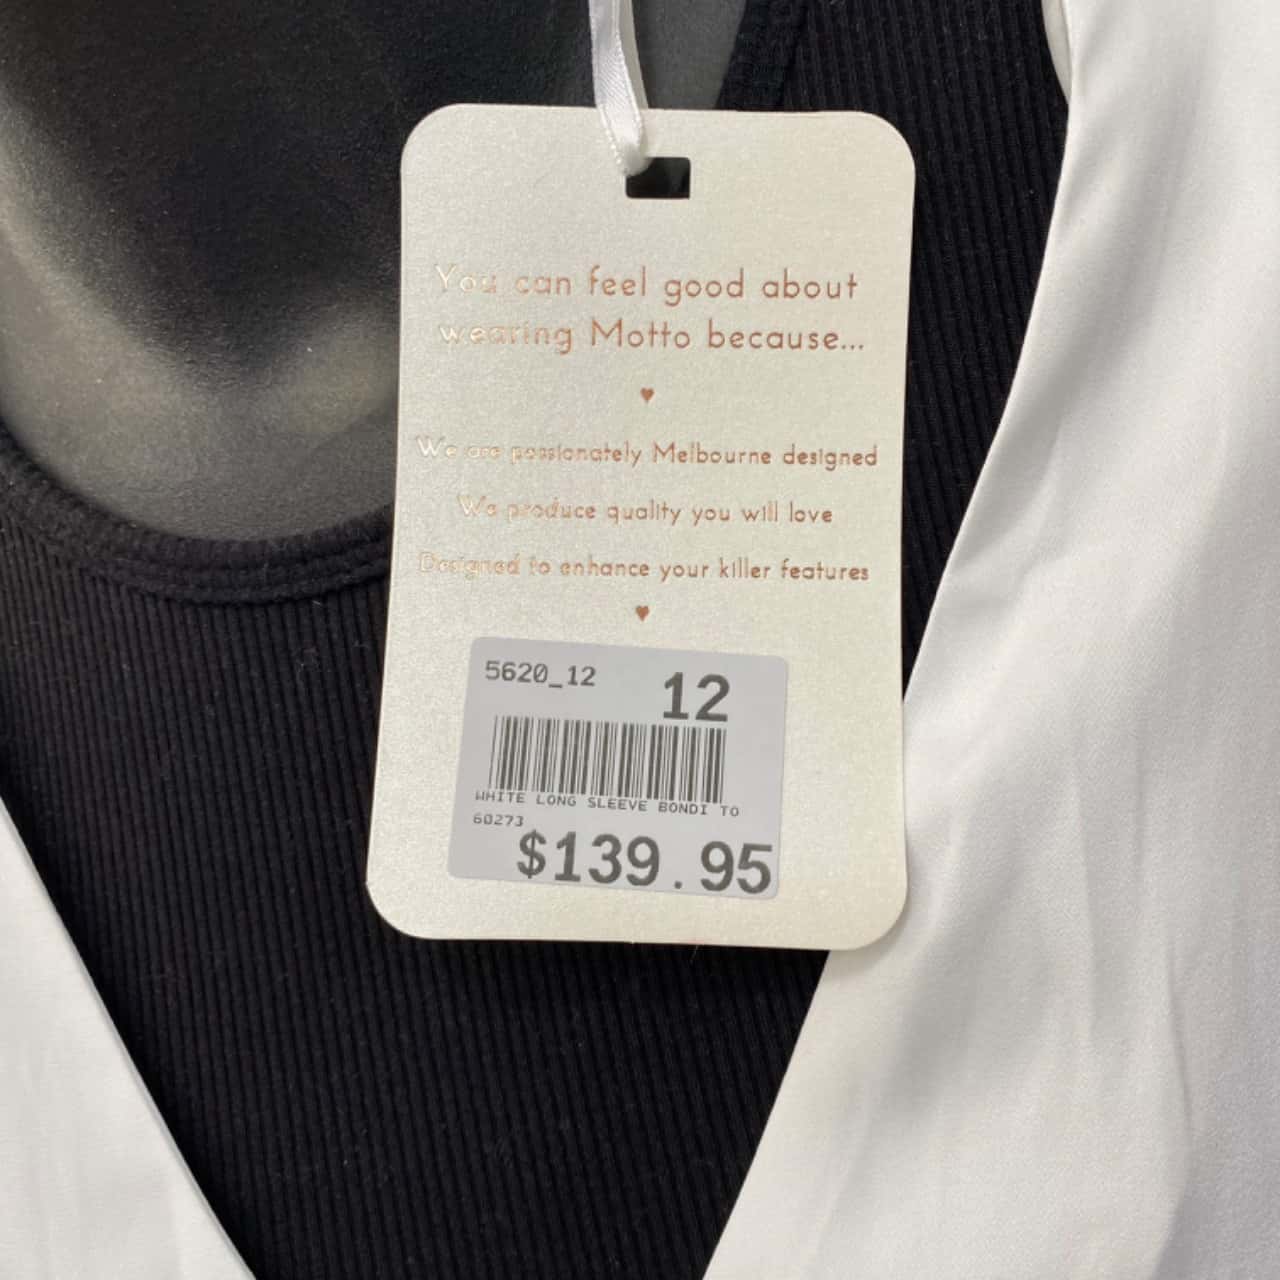 You can feel good about
wearing Motto because...
We are passionately Melbourne designed
We produce quality you will love
Designed to enhance your killer features
5620_12 12
WHITE LONG SLEEVE BONDI TO
60273
$139.95